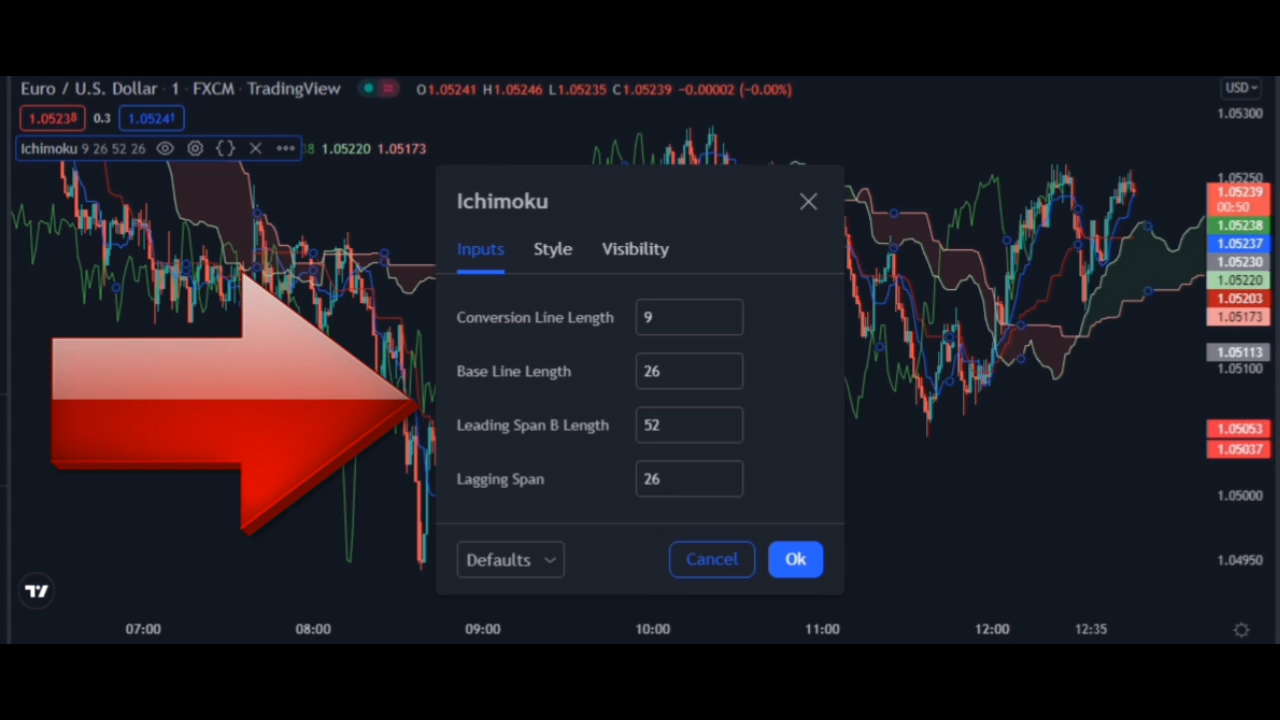 Euro / U.S. Dollar · 1 · FXCM · TradingView O1.05241 H1.05246 L1.05235 C1.05239 −0.00002 (−0.00%)
USD
1.05238 0.3 1.05241
Ichimoku 9 26 52 26 1.05220 1.05173
1.05300
1.05250
1.05239
00:50
1.05238
1.05237
1.05230
1.05220
1.05203
1.05173
1.05113
1.05100
1.05053
1.05037
1.05000
1.04950
Ichimoku
Inputs Style Visibility
Conversion Line Length 9
Base Line Length 26
Leading Span B Length 52
Lagging Span 26
Defaults Cancel Ok
07:00 08:00 09:00 10:00 11:00 12:00 12:35